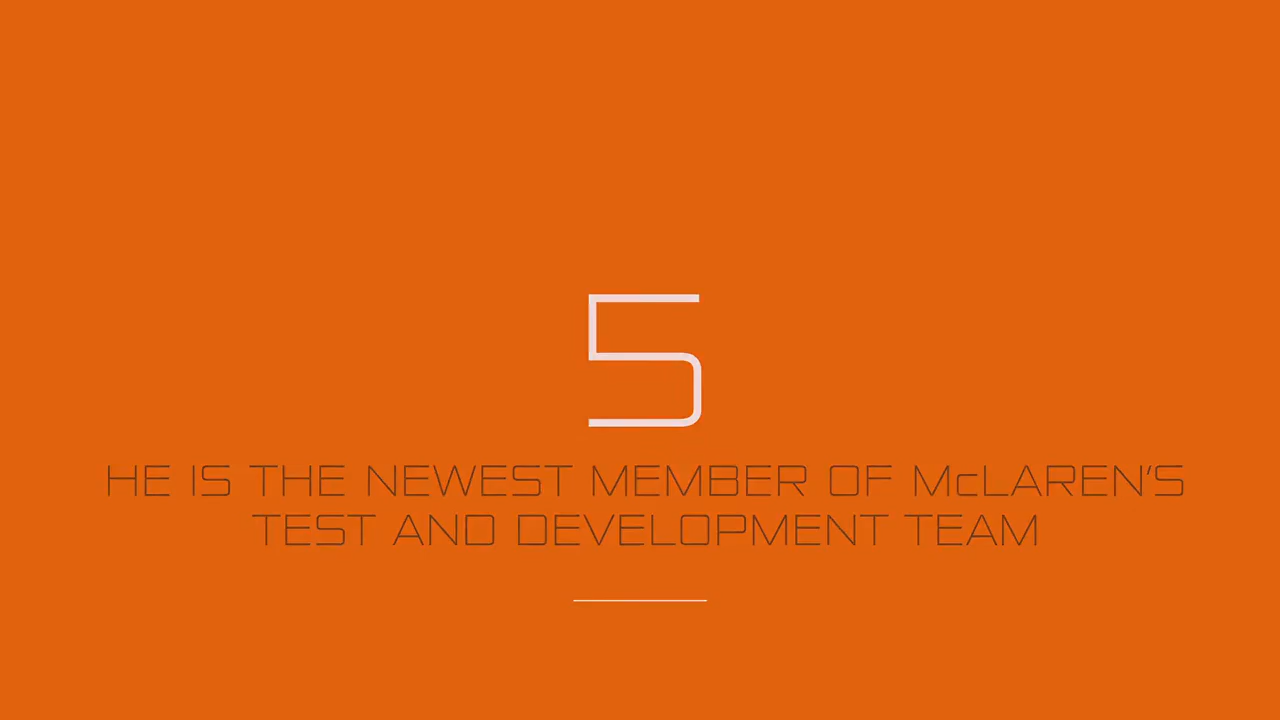 5
HE IS THE NEWEST MEMBER OF McLAREN'S
TEST AND DEVELOPMENT TEAM